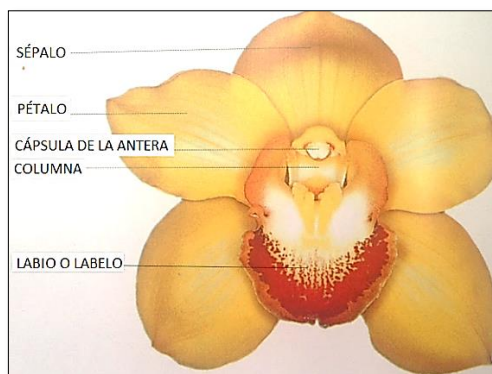 SÉPALO
PÉTALO
CÁPSULA DE LA ANTERA
COLUMNA
LABIO O LABELO